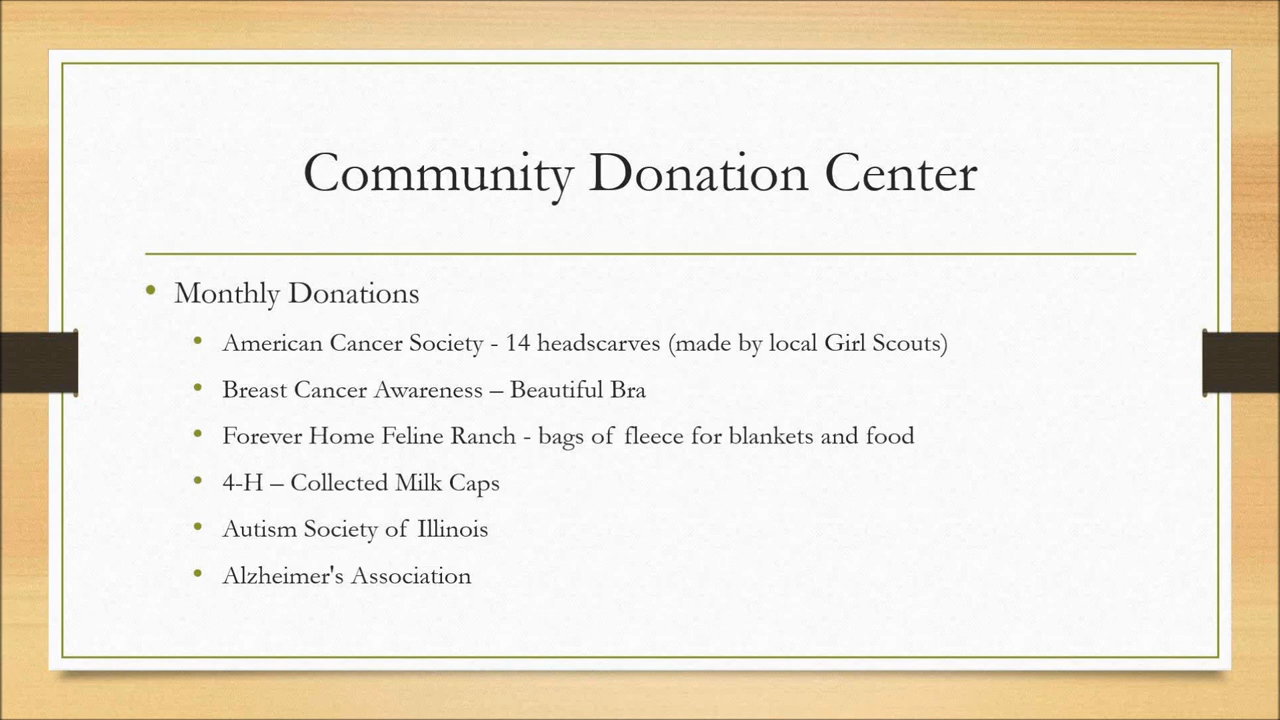 Community Donation Center
• Monthly Donations
• American Cancer Society - 14 headscarves (made by local Girl Scouts)
• Breast Cancer Awareness – Beautiful Bra
• Forever Home Feline Ranch - bags of fleece for blankets and food
• 4-H – Collected Milk Caps
• Autism Society of Illinois
• Alzheimer's Association